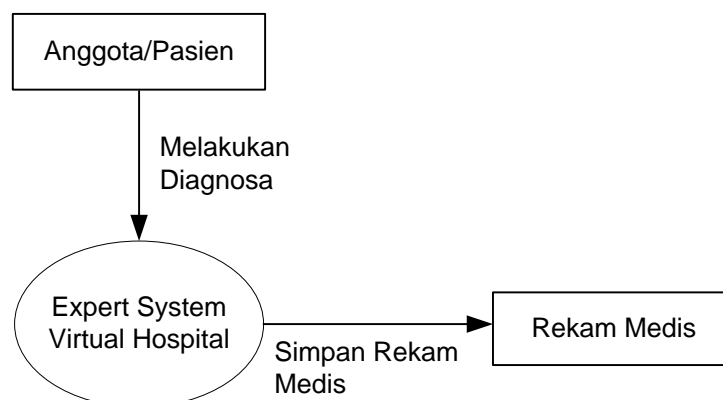 Anggota/Pasien
Melakukan
Diagnosa
Expert System
Virtual Hospital
Simpan Rekam
Medis
Rekam Medis